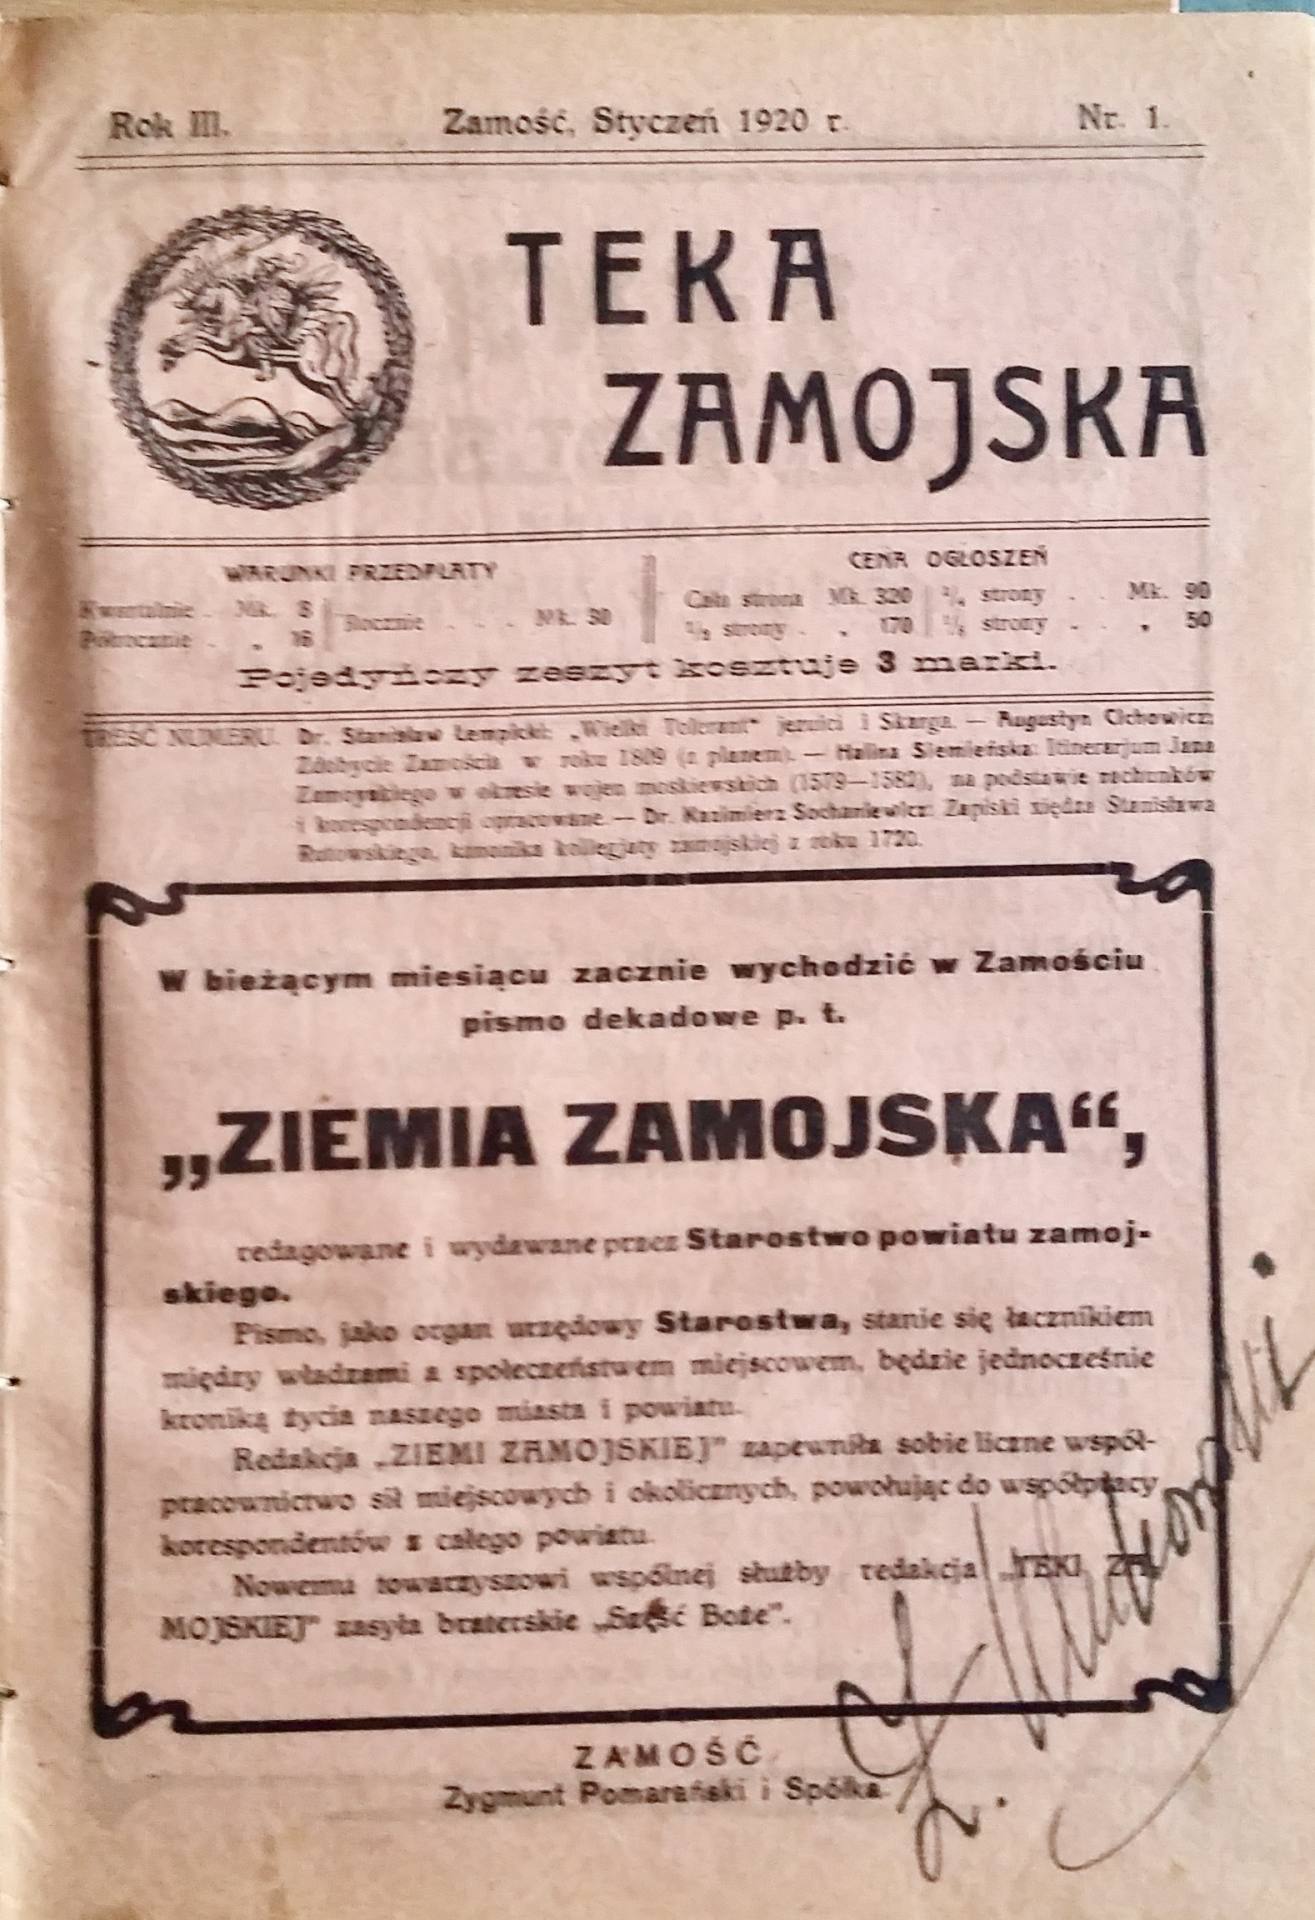 Rok III. Zamość, Styczeń 1920 r. Nr. 1.
TEKA
ZAMOJSKA
WARUNKI PRZEDPŁATY
Kwartalnie . Mk. 8
Półrocznie . „ 16
Rocznie . . . Mk. 30
CENA OGŁOSZEŃ
Cała strona Mk. 320
1/2 strony . „ 170
1/4 strony . . Mk. 90
1/8 strony . . „ 50
Pojedyńczy zeszyt kosztuje 3 marki.
TREŚĆ NUMERU. Dr. Stanisław Łempicki: „Wielki Tolerant" jezuici i Skarga. — Augustyn Cichowicz:
Zdobycie Zamościa w roku 1809 (z planem). — Halina Siemieńska: Itinerarjum Jana
Zamoyskiego w okresie wojen moskiewskich (1579—1582), na podstawie rachunków
i korespondencji opracowane. — Dr. Kazimierz Sochaniewicz: Zapiski xiędza Stanisława
Rutowskiego, kanonika kollegjaty zamojskiej z roku 1720.
W bieżącym miesiącu zacznie wychodzić w Zamościu
pismo dekadowe p. t.
„ZIEMIA ZAMOJSKA“,
redagowane i wydawane przez Starostwo powiatu zamoj-
skiego.
Pismo, jako organ urzędowy Starostwa, stanie się łacznikiem
między władzami a społeczeństwem miejscowem, będzie jednocześnie
kroniką życia naszego miasta i powiatu.
Redakcja „ZIEMI ZAMOJSKIEJ" zapewniła sobie liczne współ-
pracownictwo sił miejscowych i okolicznych, powołując do współpracy
korespondentów z całego powiatu.
Nowemu towarzyszowi wspólnej służby redakcja „TEKI ZA-
MOJSKIEJ" zasyła braterskie „Szęść Boże".
ZAMOŚĆ
Zygmunt Pomarański i Spółka